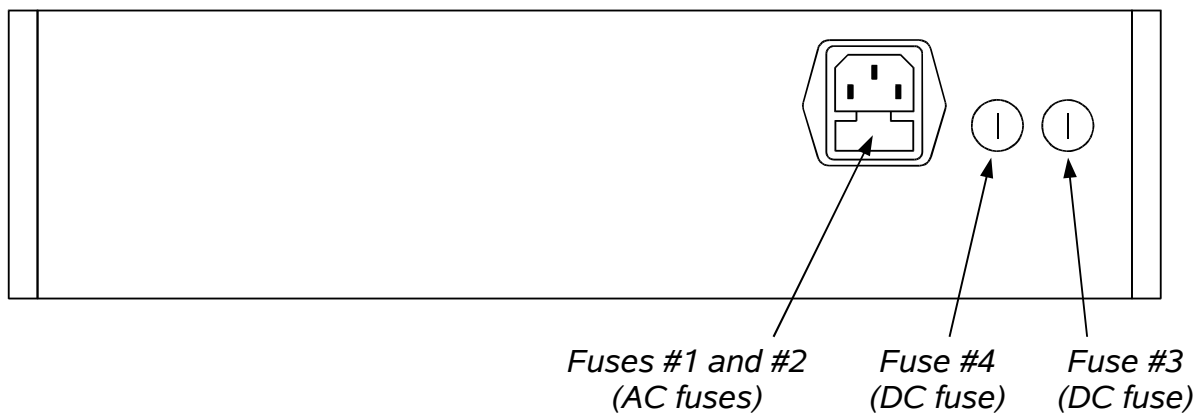 Fuses #1 and #2
(AC fuses)
Fuse #4
(DC fuse)
Fuse #3
(DC fuse)